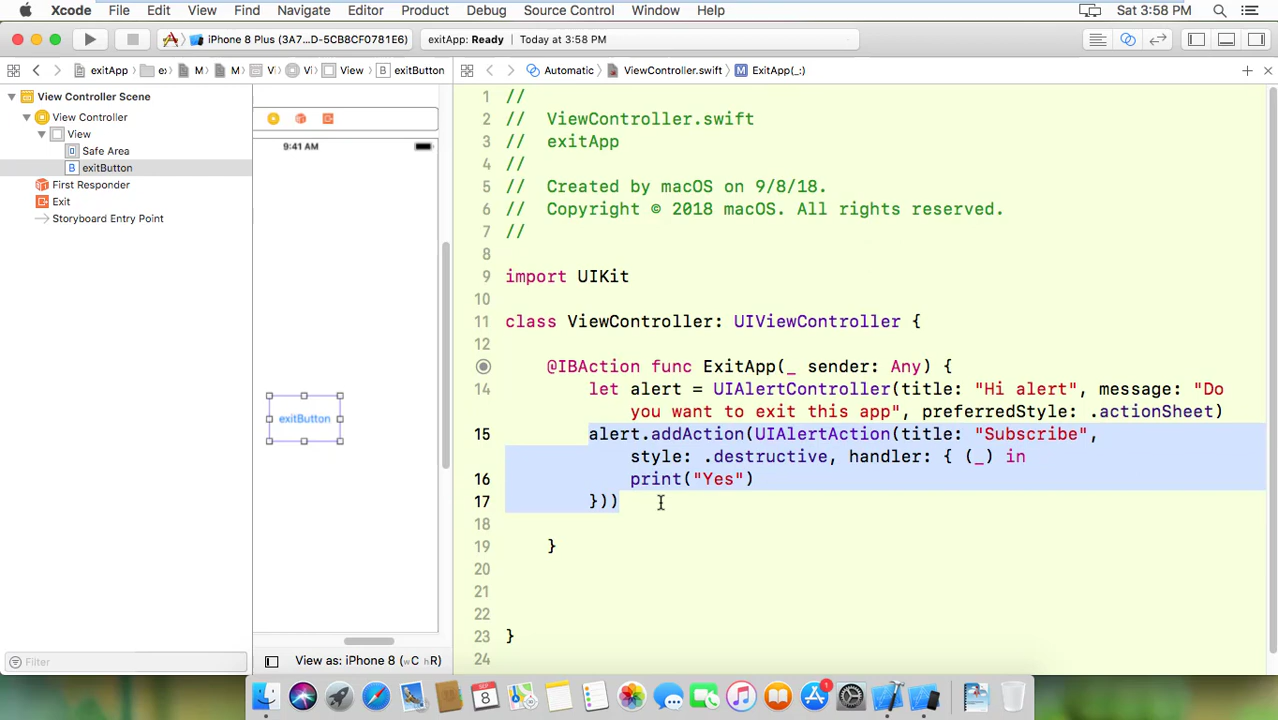 Xcode File Edit View Find Navigate Editor Product Debug Source Control Window Help Sat 3:58 PM
iPhone 8 Plus (3A7...D-5CB8CF0781E6) exitApp: Ready Today at 3:58 PM
exitApp e: M M V V View B exitButton Automatic ViewController.swift M ExitApp(_:)
View Controller Scene
View Controller
View
Safe Area
B exitButton
First Responder
Exit
Storyboard Entry Point
9:41 AM
exitButton
1 //
2 // ViewController.swift
3 // exitApp
4 //
5 // Created by macOS on 9/8/18.
6 // Copyright © 2018 macOS. All rights reserved.
7 //
8
9 import UIKit
10
11 class ViewController: UIViewController {
12
@IBAction func ExitApp(_ sender: Any) {
14 let alert = UIAlertController(title: "Hi alert", message: "Do
you want to exit this app", preferredStyle: .actionSheet)
15 alert.addAction(UIAlertAction(title: "Subscribe",
style: .destructive, handler: { (_) in
16 print("Yes")
17 }))
18
19 }
20
21
22
23 }
24
Filter
View as: iPhone 8 (wC hR)
SEP
8
1